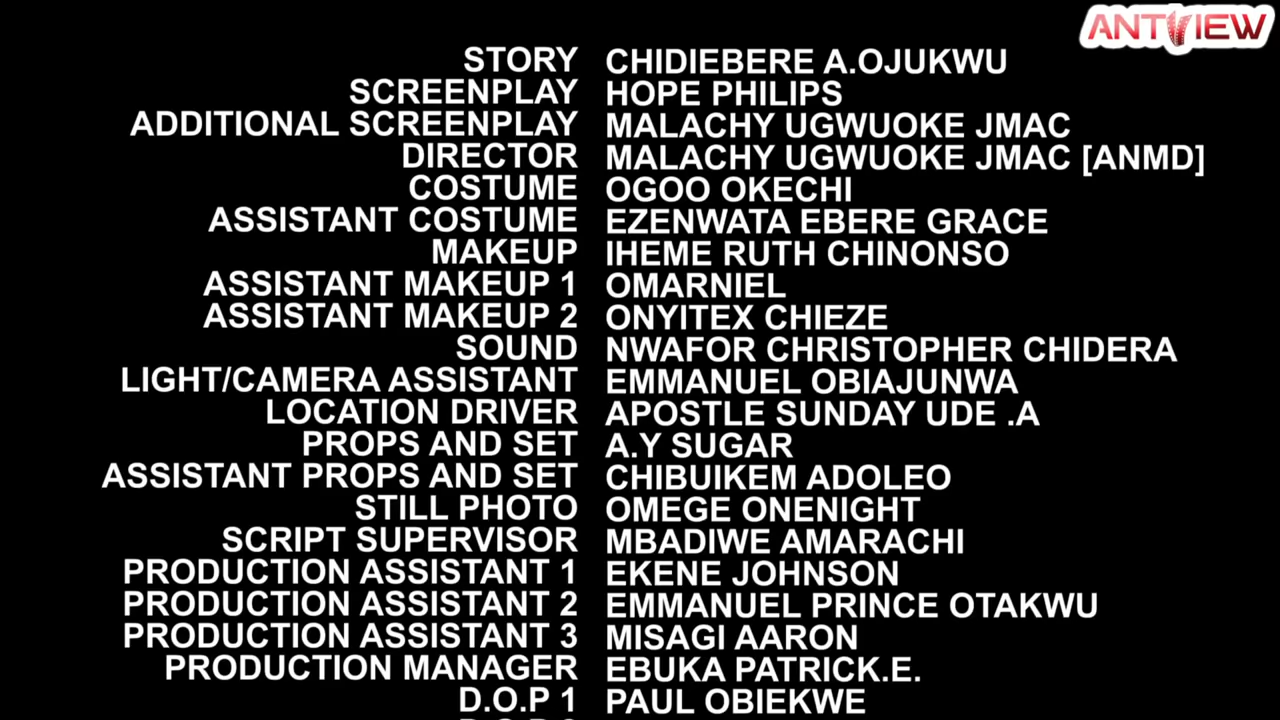 ANTVIEW
STORY CHIDIEBERE A.OJUKWU
SCREENPLAY HOPE PHILIPS
ADDITIONAL SCREENPLAY MALACHY UGWUOKE JMAC
DIRECTOR MALACHY UGWUOKE JMAC [ANMD]
COSTUME OGOO OKECHI
ASSISTANT COSTUME EZENWATA EBERE GRACE
MAKEUP IHEME RUTH CHINONSO
ASSISTANT MAKEUP 1 OMARNIEL
ASSISTANT MAKEUP 2 ONYITEX CHIEZE
SOUND NWAFOR CHRISTOPHER CHIDERA
LIGHT/CAMERA ASSISTANT EMMANUEL OBIAJUNWA
LOCATION DRIVER APOSTLE SUNDAY UDE .A
PROPS AND SET A.Y SUGAR
ASSISTANT PROPS AND SET CHIBUIKEM ADOLEO
STILL PHOTO OMEGE ONENIGHT
SCRIPT SUPERVISOR MBADIWE AMARACHI
PRODUCTION ASSISTANT 1 EKENE JOHNSON
PRODUCTION ASSISTANT 2 EMMANUEL PRINCE OTAKWU
PRODUCTION ASSISTANT 3 MISAGI AARON
PRODUCTION MANAGER EBUKA PATRICK.E.
D.O.P 1 PAUL OBIEKWE